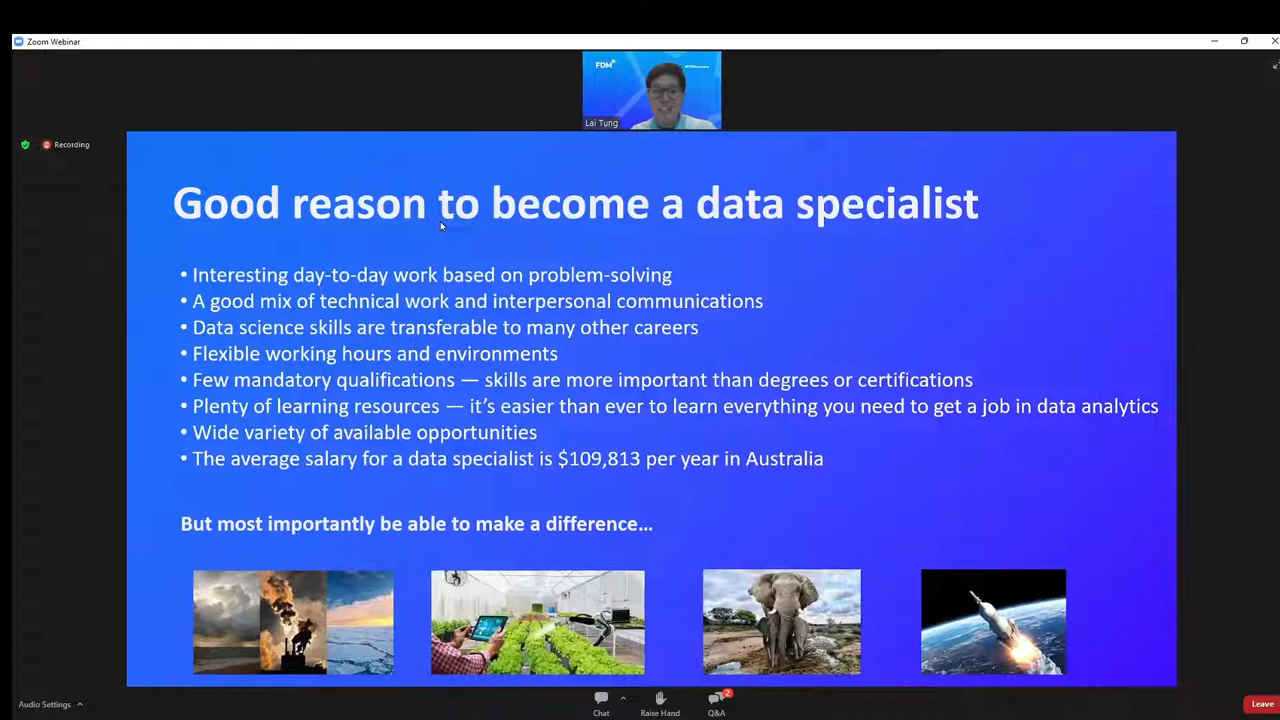 Zoom Webinar
FDM
Lai Tung
Recording
Good reason to become a data specialist
• Interesting day-to-day work based on problem-solving
• A good mix of technical work and interpersonal communications
• Data science skills are transferable to many other careers
• Flexible working hours and environments
• Few mandatory qualifications — skills are more important than degrees or certifications
• Plenty of learning resources — it’s easier than ever to learn everything you need to get a job in data analytics
• Wide variety of available opportunities
• The average salary for a data specialist is $109,813 per year in Australia
But most importantly be able to make a difference…
Audio Settings
Chat
Raise Hand
2
Q&A
Leave